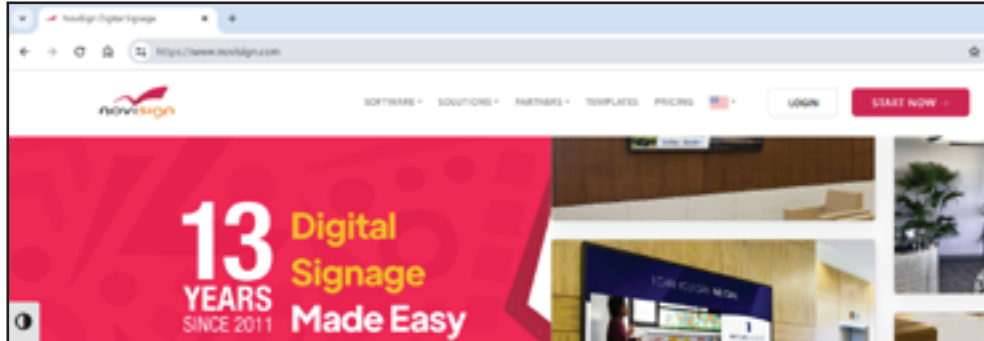 NoviSign Digital Signage
https://www.novisign.com
novisign
SOFTWARE SOLUTIONS PARTNERS TEMPLATES PRICING LOGIN START NOW →
13
YEARS
SINCE 2011
Digital
Signage
Made Easy